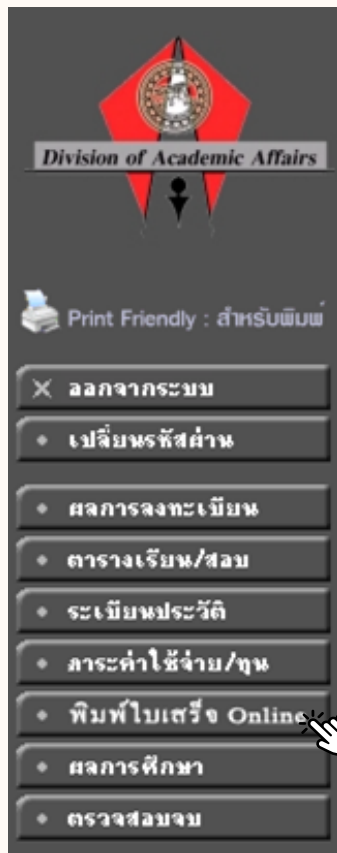 Division of Academic Affairs
Print Friendly : สำหรับพิมพ์
ออกจากระบบ
เปลี่ยนรหัสผ่าน
ผลการลงทะเบียน
ตารางเรียน/สอบ
ระเบียนประวัติ
ภาระค่าใช้จ่าย/ทุน
พิมพ์ใบเสร็จ Online
ผลการศึกษา
ตรวจสอบจบ